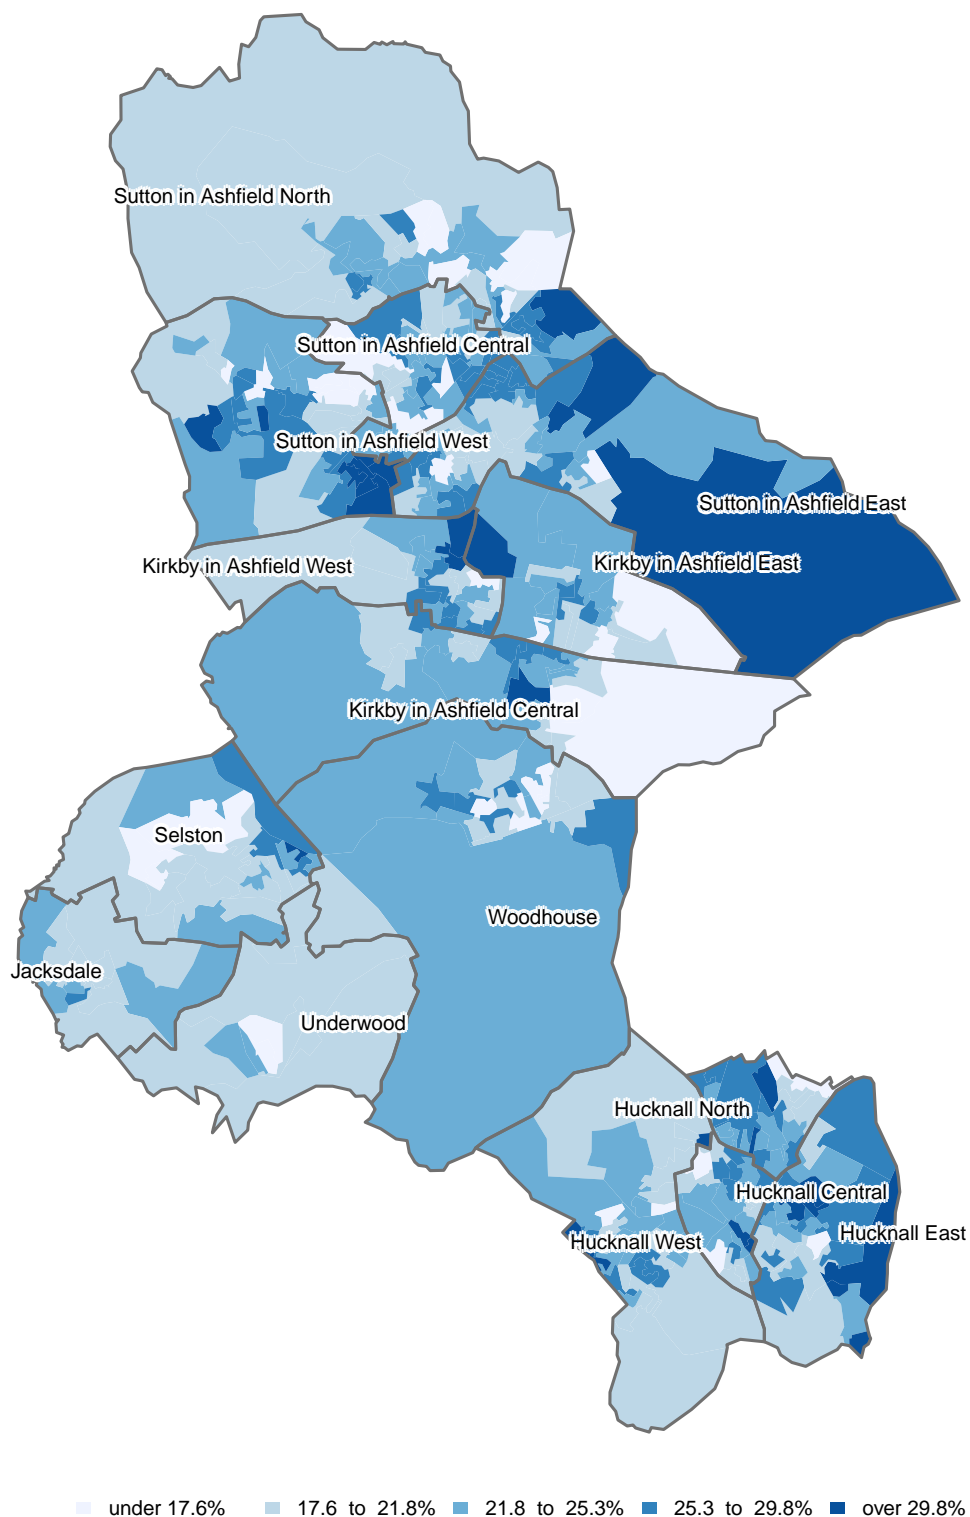 Sutton in Ashfield North
Sutton in Ashfield Central
Sutton in Ashfield West
Sutton in Ashfield East
Kirkby in Ashfield West
Kirkby in Ashfield East
Kirkby in Ashfield Central
Selston
Woodhouse
Jacksdale
Underwood
Hucknall North
Hucknall Central
Hucknall East
Hucknall West
under 17.6% 17.6 to 21.8% 21.8 to 25.3% 25.3 to 29.8% over 29.8%